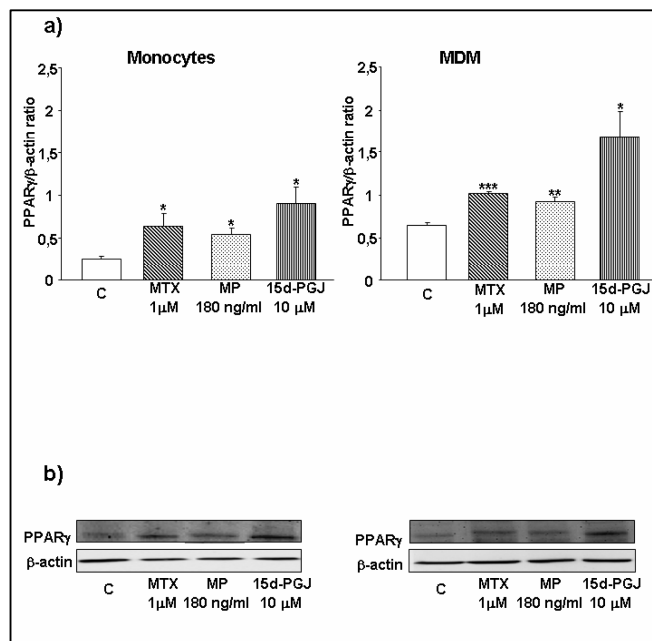 a)
Monocytes
MDM
PPARγ/β-actin ratio
2,5
2
1,5
1
0,5
0
*
*
*
C
MTX
1μM
MP
180 ng/ml
15d-PGJ
10 μM
PPARγ/β-actin ratio
2,5
2
1,5
1
0,5
0
***
**
*
C
MTX
1μM
MP
180 ng/ml
15d-PGJ
10 μM
b)
PPARγ
β-actin
C
MTX
1μM
MP
180 ng/ml
15d-PGJ
10 μM
PPARγ
β-actin
C
MTX
1μM
MP
180 ng/ml
15d-PGJ
10 μM